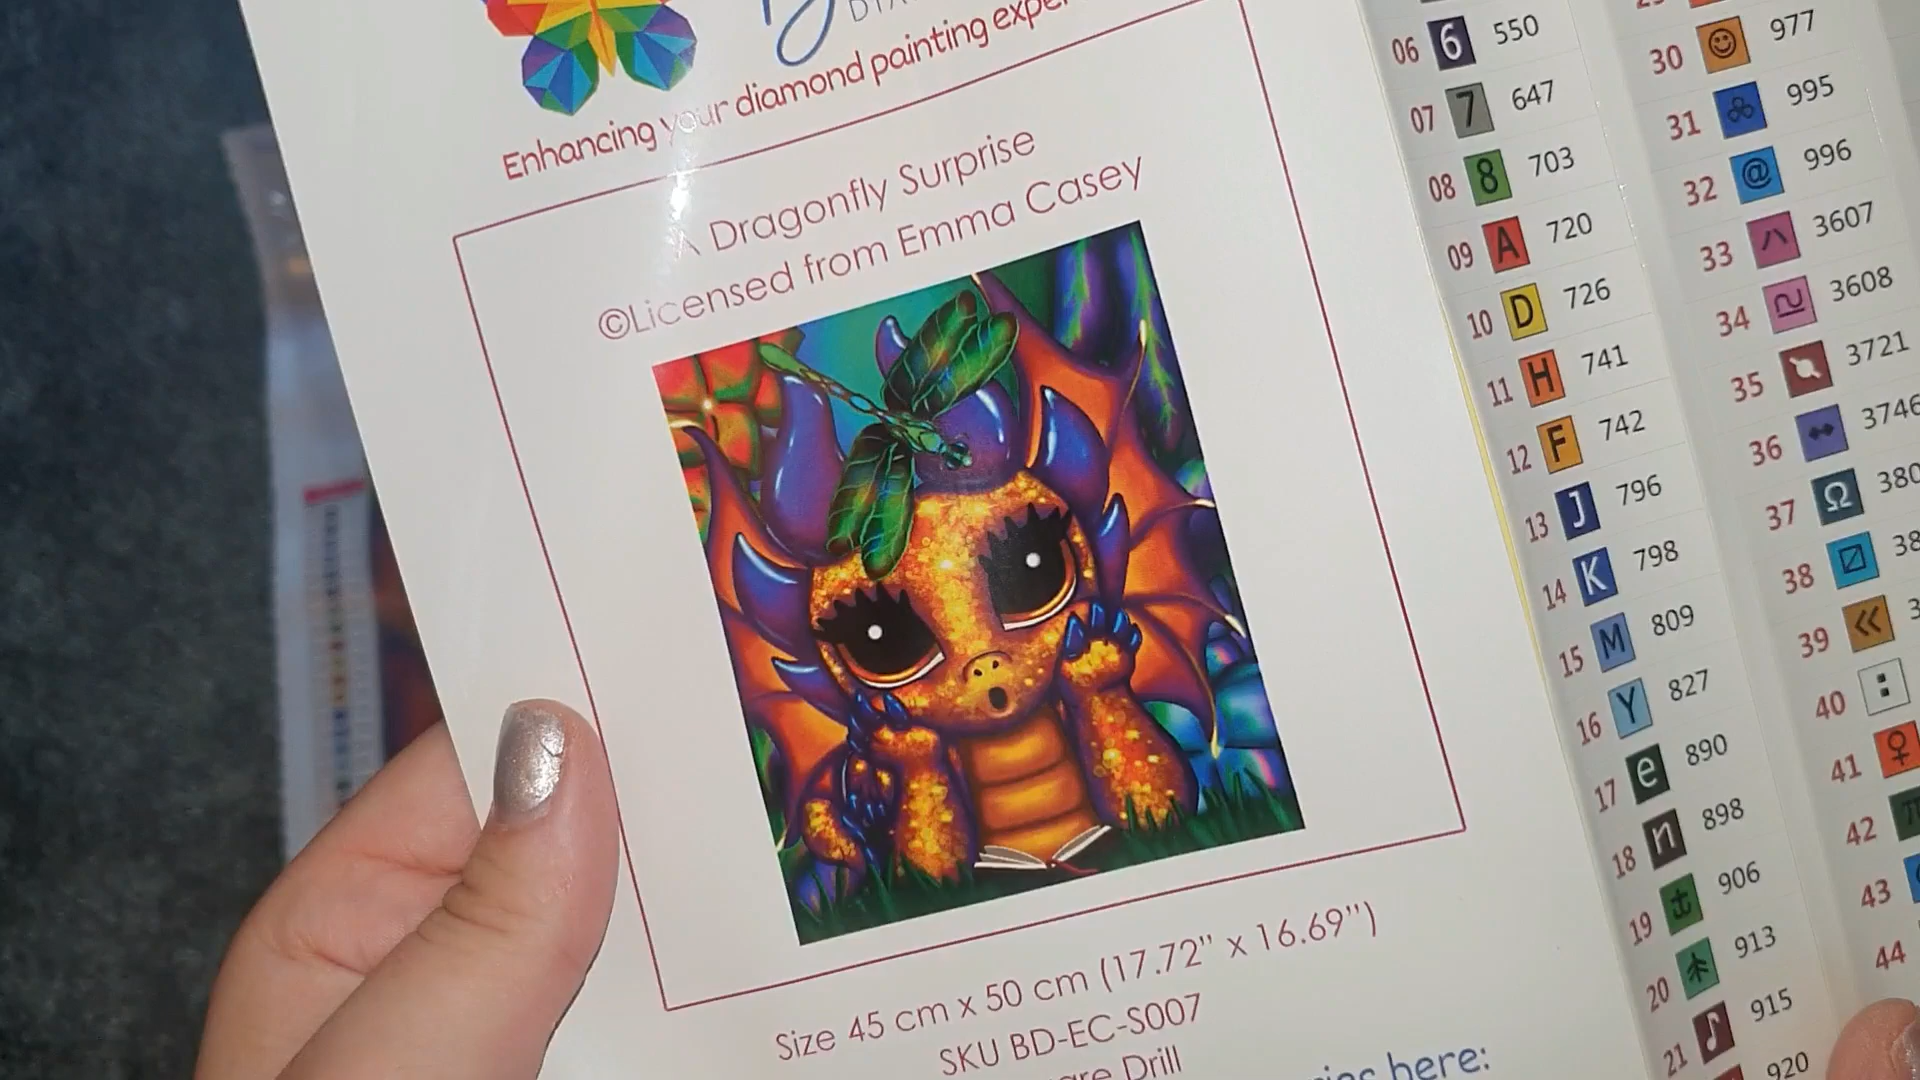 Enhancing your diamond painting
A Dragonfly Surprise
©Licensed from Emma Casey
Size 45 cm x 50 cm (17.72" x 16.69")
SKU BD-EC-S007
Drill
here:
06 6 550
07 7 647
08 8 703
09 A 720
10 D 726
11 H 741
12 F 742
13 J 796
14 K 798
15 M 809
16 Y 827
17 e 890
18 n 898
19 906
20 913
21 ♪ 915
920
30 ☺ 977
31 995
32 @ 996
33 3607
34 3608
35 3721
36 ↔ 3746
37 Ω
38
39 «
40 :
41 ♀
42 π
43
44